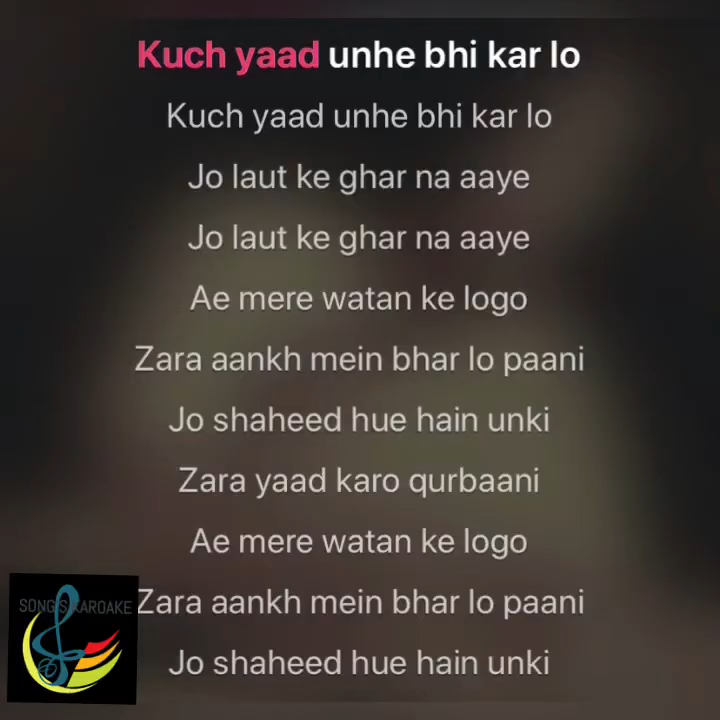 Kuch yaad unhe bhi kar lo
Kuch yaad unhe bhi kar lo
Jo laut ke ghar na aaye
Jo laut ke ghar na aaye
Ae mere watan ke logo
Zara aankh mein bhar lo paani
Jo shaheed hue hain unki
Zara yaad karo qurbaani
Ae mere watan ke logo
Zara aankh mein bhar lo paani
Jo shaheed hue hain unki